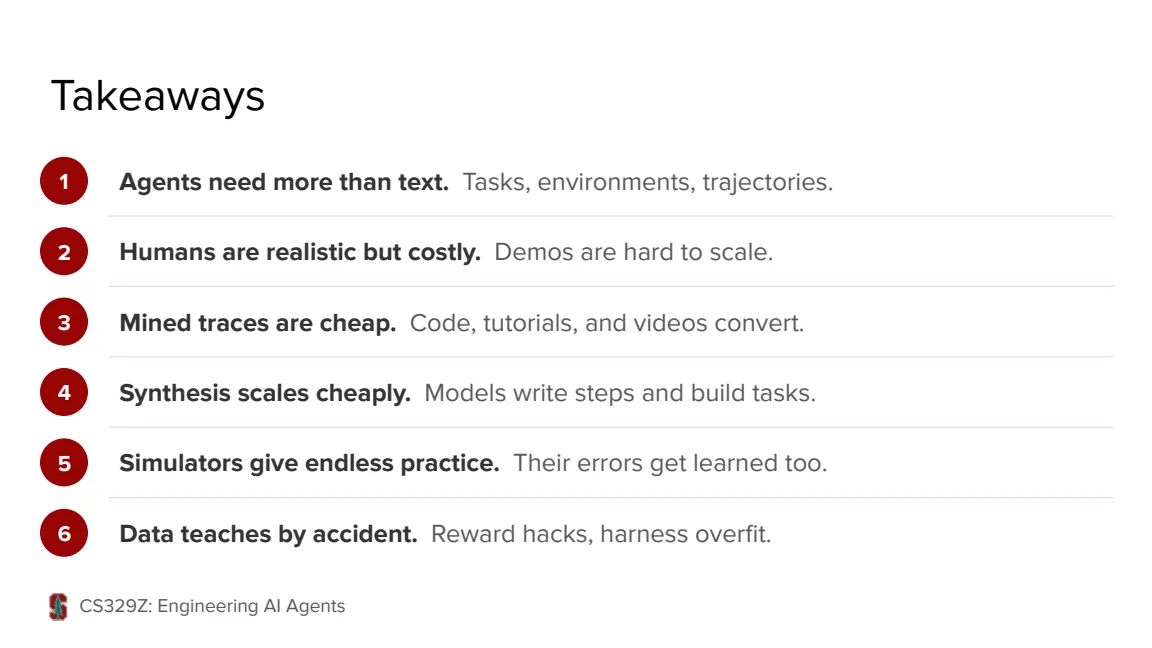 Takeaways
1 Agents need more than text. Tasks, environments, trajectories.
2 Humans are realistic but costly. Demos are hard to scale.
3 Mined traces are cheap. Code, tutorials, and videos convert.
4 Synthesis scales cheaply. Models write steps and build tasks.
5 Simulators give endless practice. Their errors get learned too.
6 Data teaches by accident. Reward hacks, harness overfit.
S CS329Z: Engineering AI Agents